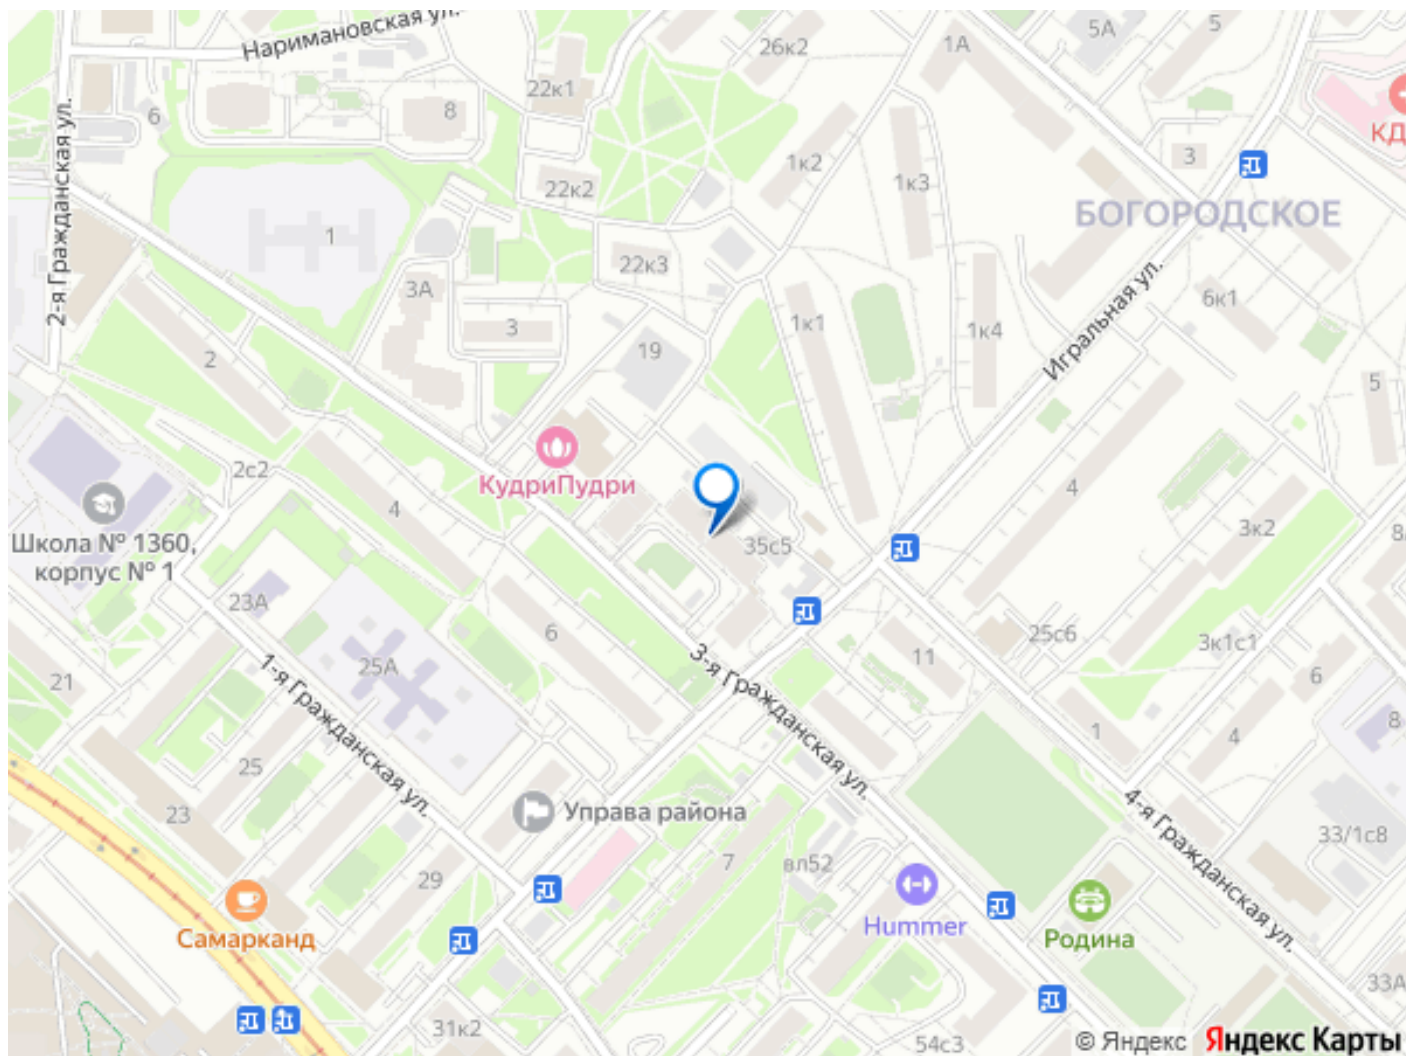 Наримановская ул.
22к1
26к2
1А
5А
5
2-я Гражданская ул.
6
8
КД
1к2
1к3
3
22к2
БОГОРОДСКОЕ
1
22к3
3А
6к1
3
1к1
1к4
Игральная ул.
2
19
5
КудриПудри
2с2
4
4
3к2
35с5
Школа № 1360,
корпус № 1
23А
6
25с6
3к1с1
11
25А
3-я Гражданская ул.
1-я Гражданская ул.
21
6
8
1
4
25
23
Управа района
4-я Гражданская ул.
33/1с8
7
вл52
29
Hummer
Родина
Самарканд
33А
31к2
54с3
© Яндекс Яндекс Карты